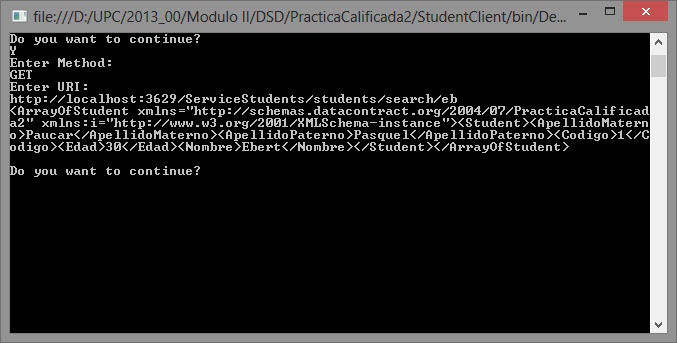 file:///D:/UPC/2013_00/Modulo II/DSD/PracticaCalificada2/StudentClient/bin/De...
Do you want to continue?
Y
Enter Method:
GET
Enter URI:
http://localhost:3629/ServiceStudents/students/search/eb
<ArrayOfStudent xmlns="http://schemas.datacontract.org/2004/07/PracticaCalificad
a2" xmlns:i="http://www.w3.org/2001/XMLSchema-instance"><Student><ApellidoMatern
o>Paucar</ApellidoMaterno><ApellidoPaterno>Pasquel</ApellidoPaterno><Codigo>1</C
odigo><Edad>30</Edad><Nombre>Ebert</Nombre></Student></ArrayOfStudent>
Do you want to continue?